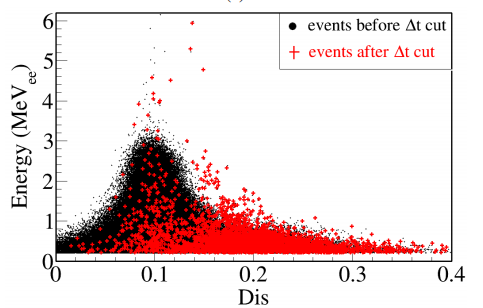 events before Δt cut
events after Δt cut
Energy (MeVee)
6
5
4
3
2
1
0
0 0.1 0.2 0.3 0.4
Dis